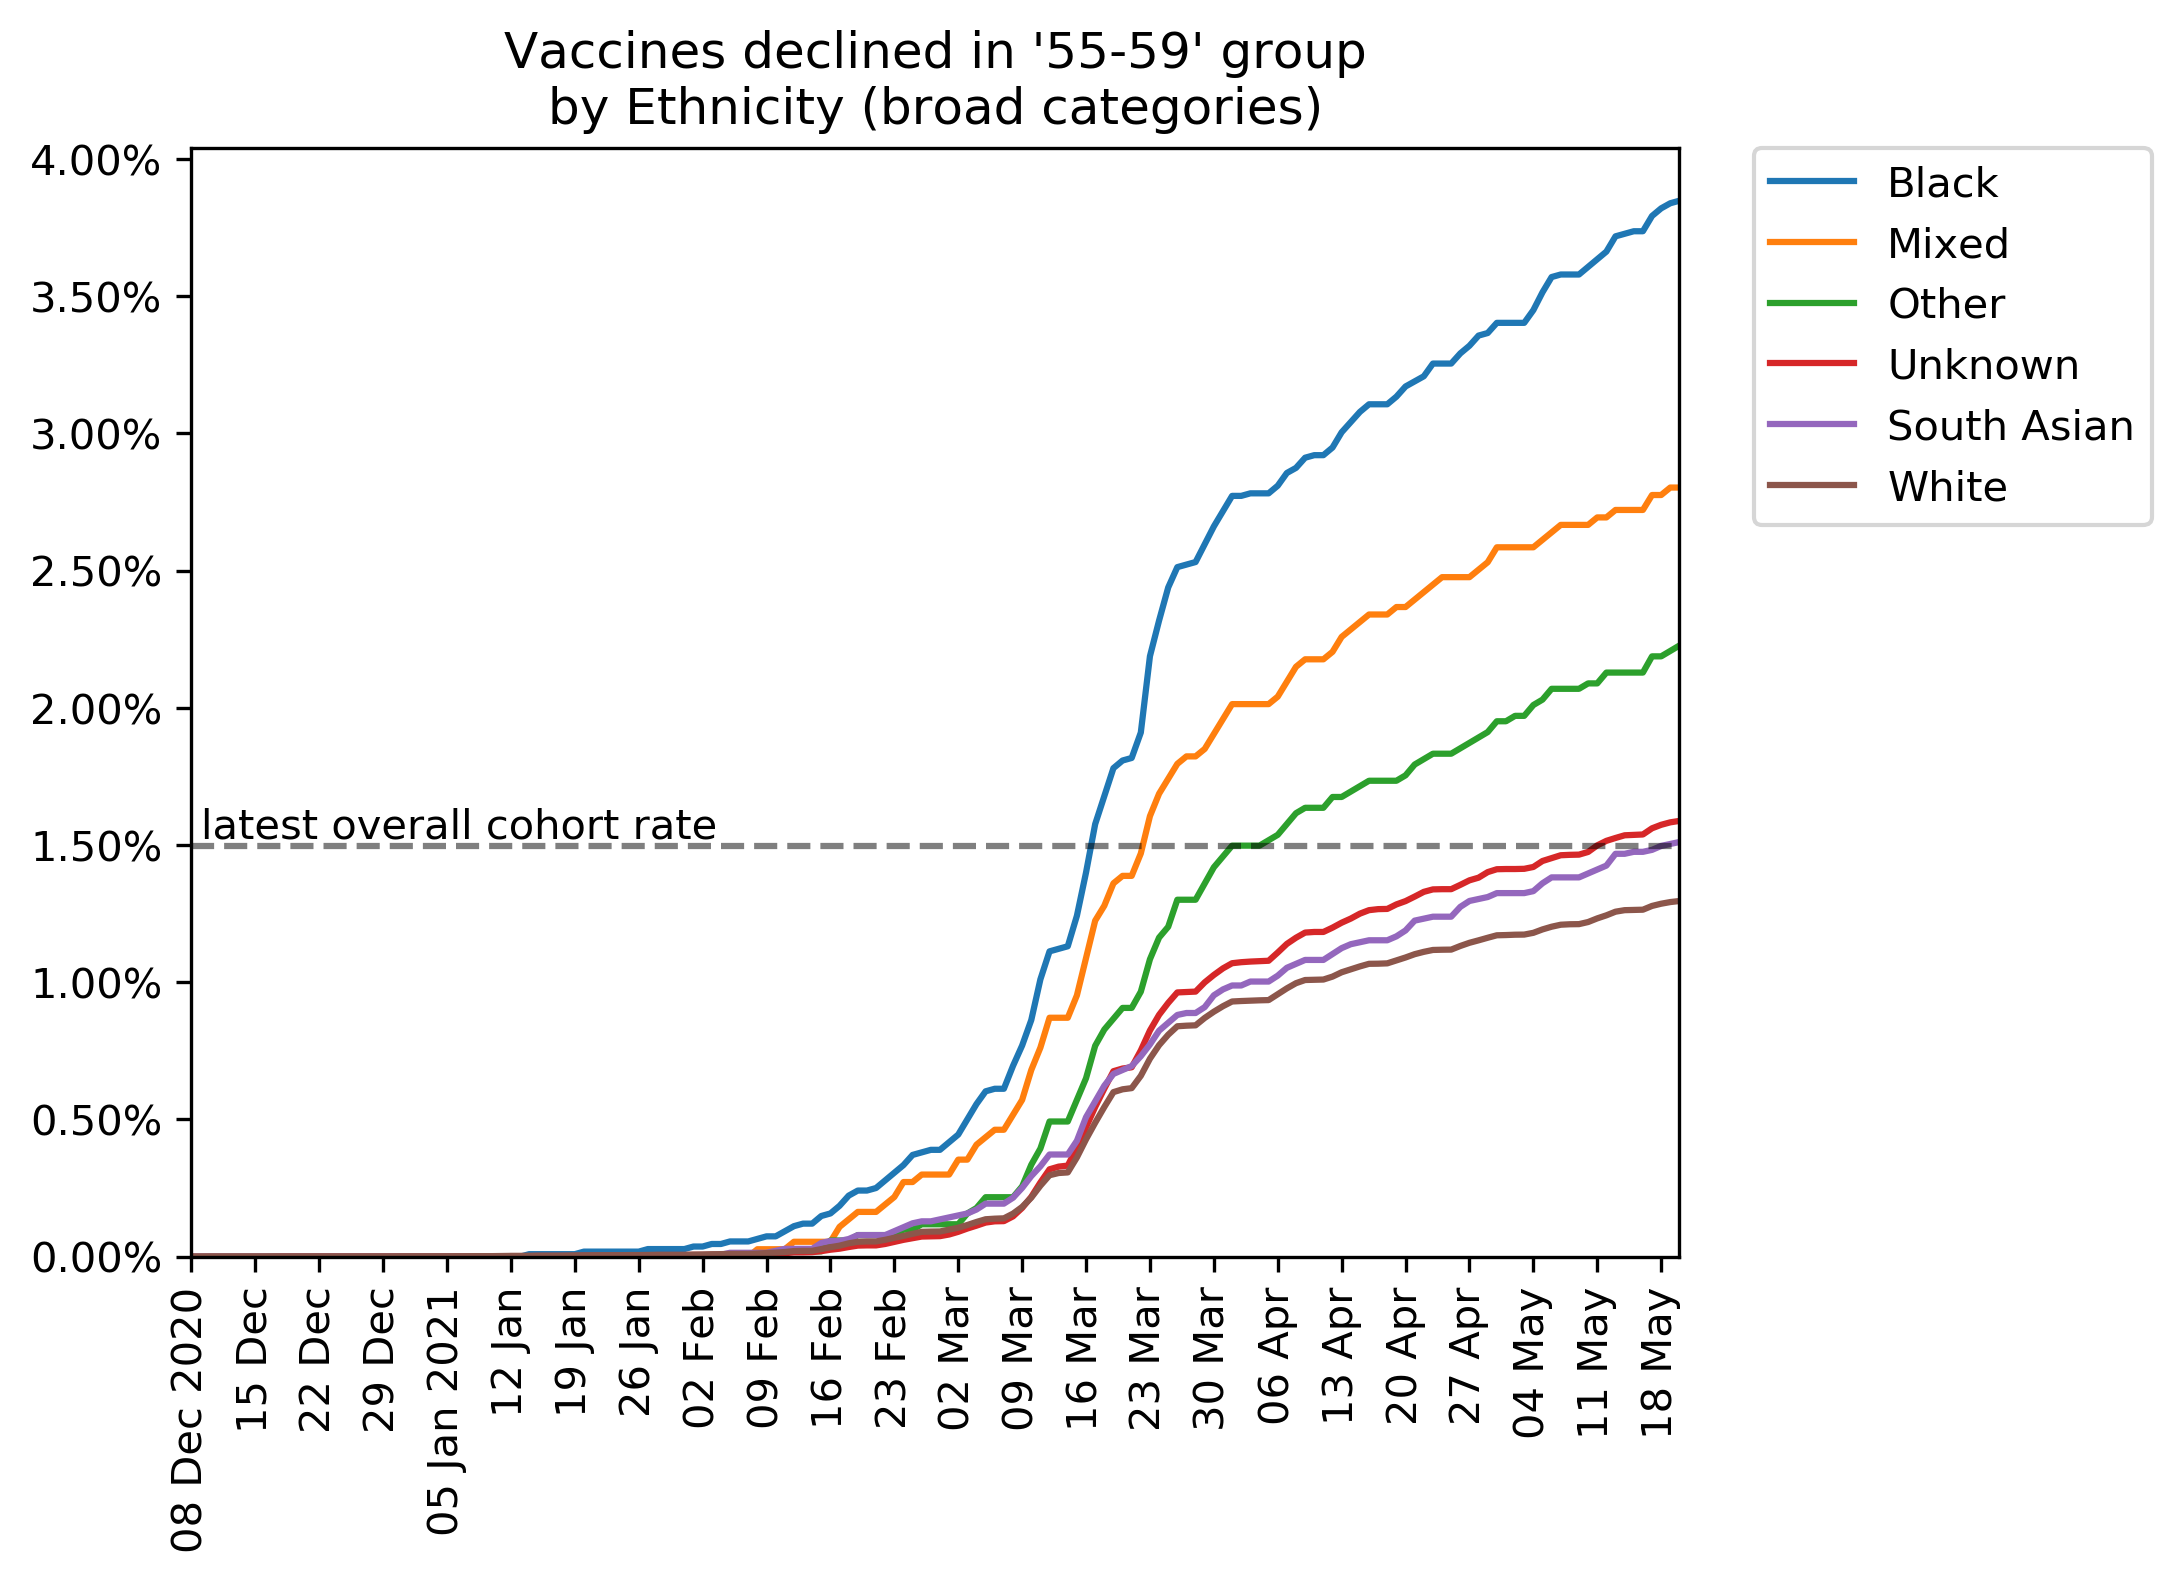 Vaccines declined in '55-59' group
by Ethnicity (broad categories)
4.00%
3.50%
3.00%
2.50%
2.00%
1.50%
1.00%
0.50%
0.00%
latest overall cohort rate
Black
Mixed
Other
Unknown
South Asian
White
08 Dec 2020
15 Dec
22 Dec
29 Dec
05 Jan 2021
12 Jan
19 Jan
26 Jan
02 Feb
09 Feb
16 Feb
23 Feb
02 Mar
09 Mar
16 Mar
23 Mar
30 Mar
06 Apr
13 Apr
20 Apr
27 Apr
04 May
11 May
18 May